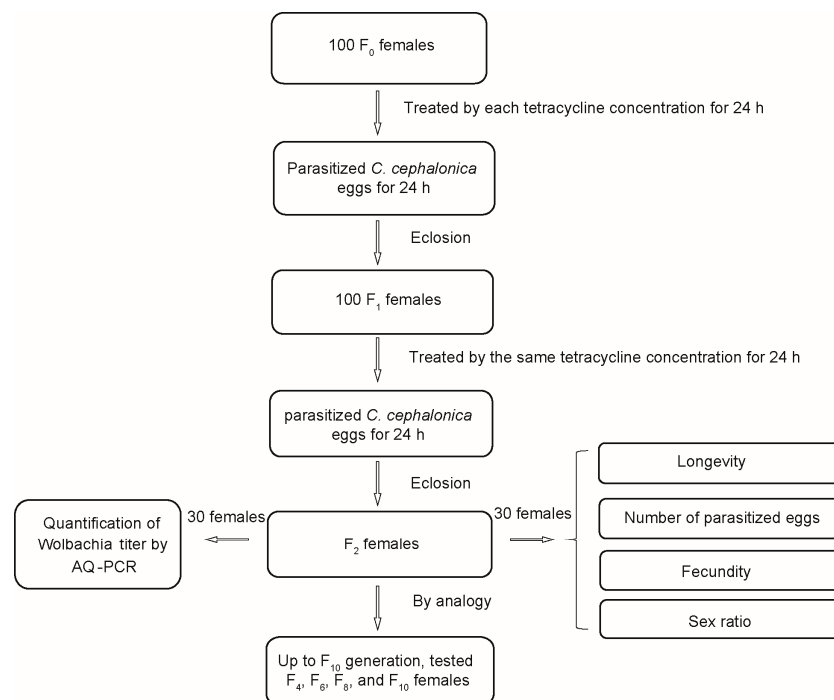 100 F₀ females
Treated by each tetracycline concentration for 24 h
Parasitized C. cephalonica
eggs for 24 h
Eclosion
100 F₁ females
Treated by the same tetracycline concentration for 24 h
parasitized C. cephalonica
eggs for 24 h
Eclosion
Quantification of
Wolbachia titer by
AQ-PCR
30 females
F₂ females
30 females
Longevity
Number of parasitized eggs
Fecundity
Sex ratio
By analogy
Up to F₁₀ generation, tested
F₄, F₆, F₈, and F₁₀ females